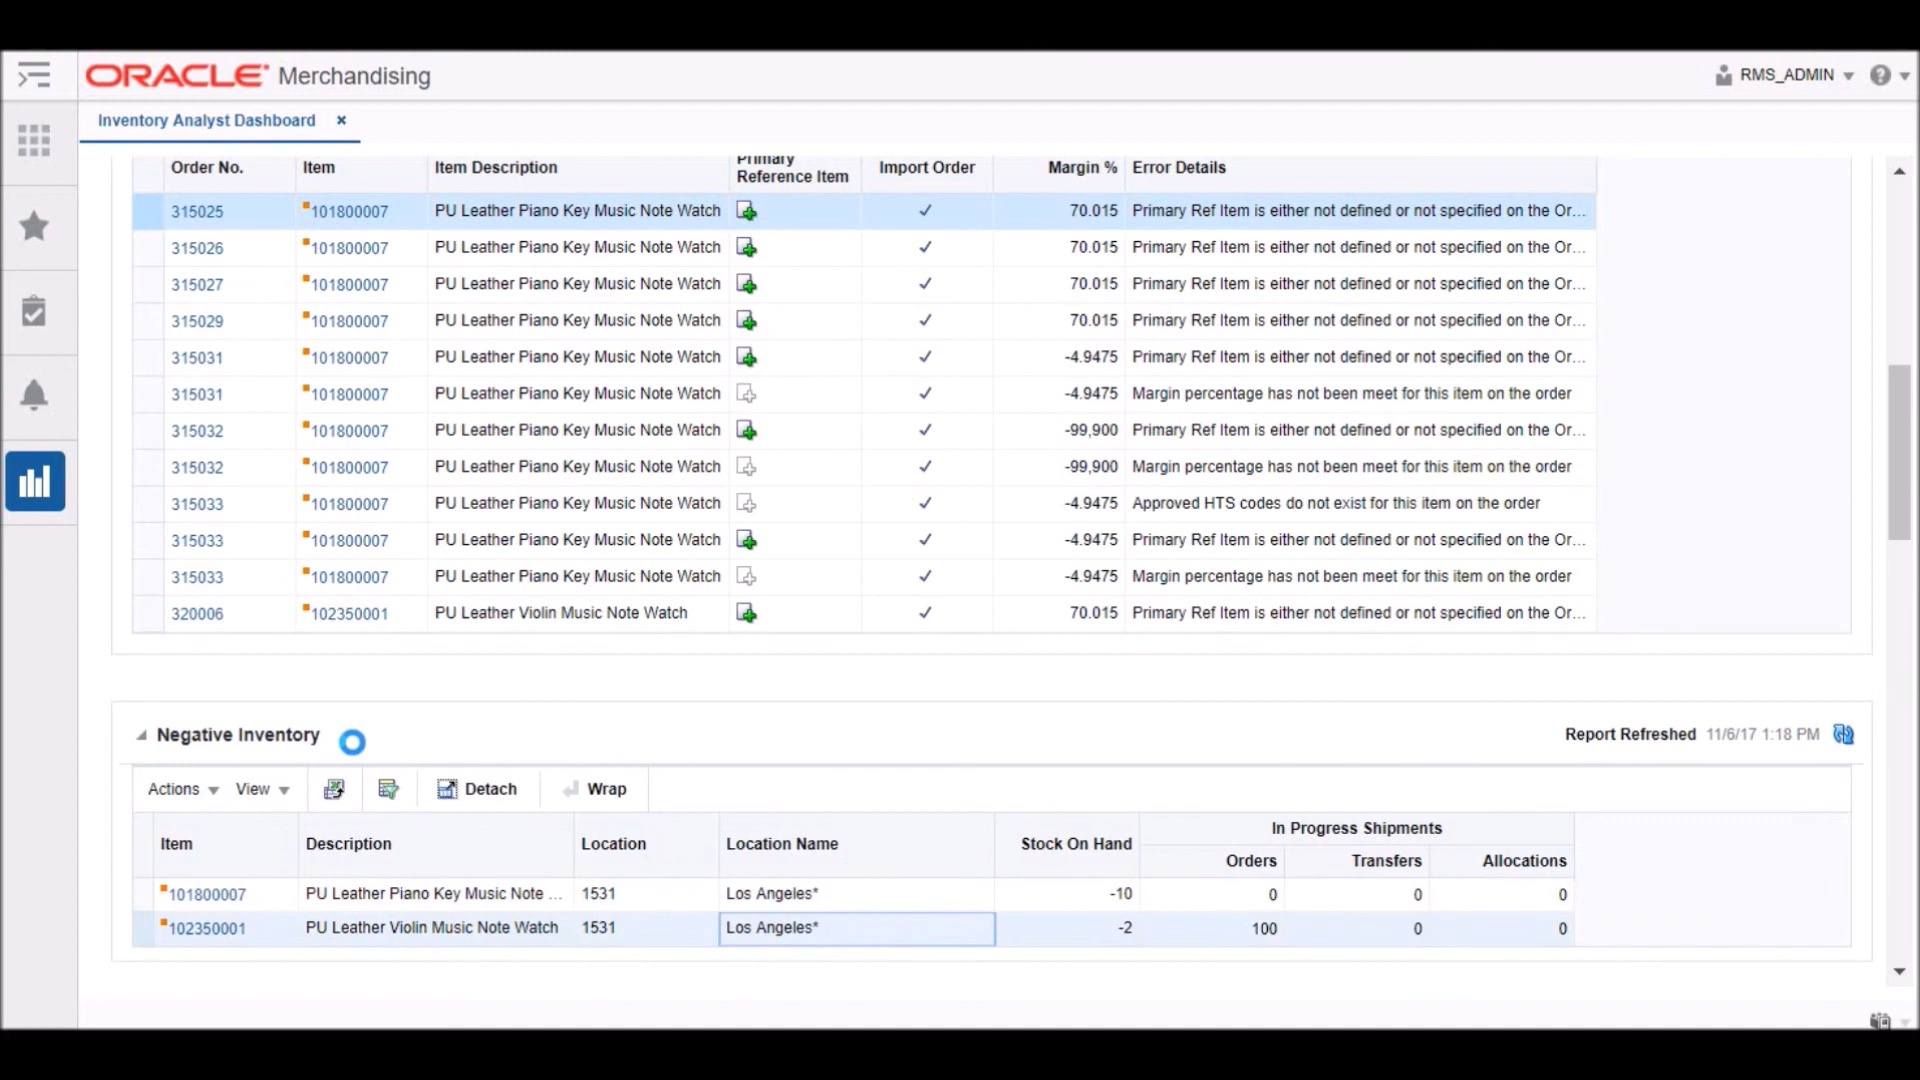 ORACLE Merchandising
RMS_ADMIN
Inventory Analyst Dashboard
Order No. Item Item Description Primary Reference Item Import Order Margin % Error Details
315025 101800007 PU Leather Piano Key Music Note Watch 70.015 Primary Ref Item is either not defined or not specified on the Or...
315026 101800007 PU Leather Piano Key Music Note Watch 70.015 Primary Ref Item is either not defined or not specified on the Or...
315027 101800007 PU Leather Piano Key Music Note Watch 70.015 Primary Ref Item is either not defined or not specified on the Or...
315029 101800007 PU Leather Piano Key Music Note Watch 70.015 Primary Ref Item is either not defined or not specified on the Or...
315031 101800007 PU Leather Piano Key Music Note Watch -4.9475 Primary Ref Item is either not defined or not specified on the Or...
315031 101800007 PU Leather Piano Key Music Note Watch -4.9475 Margin percentage has not been meet for this item on the order
315032 101800007 PU Leather Piano Key Music Note Watch -99,900 Primary Ref Item is either not defined or not specified on the Or...
315032 101800007 PU Leather Piano Key Music Note Watch -99,900 Margin percentage has not been meet for this item on the order
315033 101800007 PU Leather Piano Key Music Note Watch -4.9475 Approved HTS codes do not exist for this item on the order
315033 101800007 PU Leather Piano Key Music Note Watch -4.9475 Primary Ref Item is either not defined or not specified on the Or...
315033 101800007 PU Leather Piano Key Music Note Watch -4.9475 Margin percentage has not been meet for this item on the order
320006 102350001 PU Leather Violin Music Note Watch 70.015 Primary Ref Item is either not defined or not specified on the Or...
Negative Inventory Report Refreshed 11/6/17 1:18 PM
Actions View Detach Wrap
In Progress Shipments
Item Description Location Location Name Stock On Hand
Orders Transfers Allocations
101800007 PU Leather Piano Key Music Note ... 1531 Los Angeles* -10 0 0 0
102350001 PU Leather Violin Music Note Watch 1531 Los Angeles* -2 100 0 0